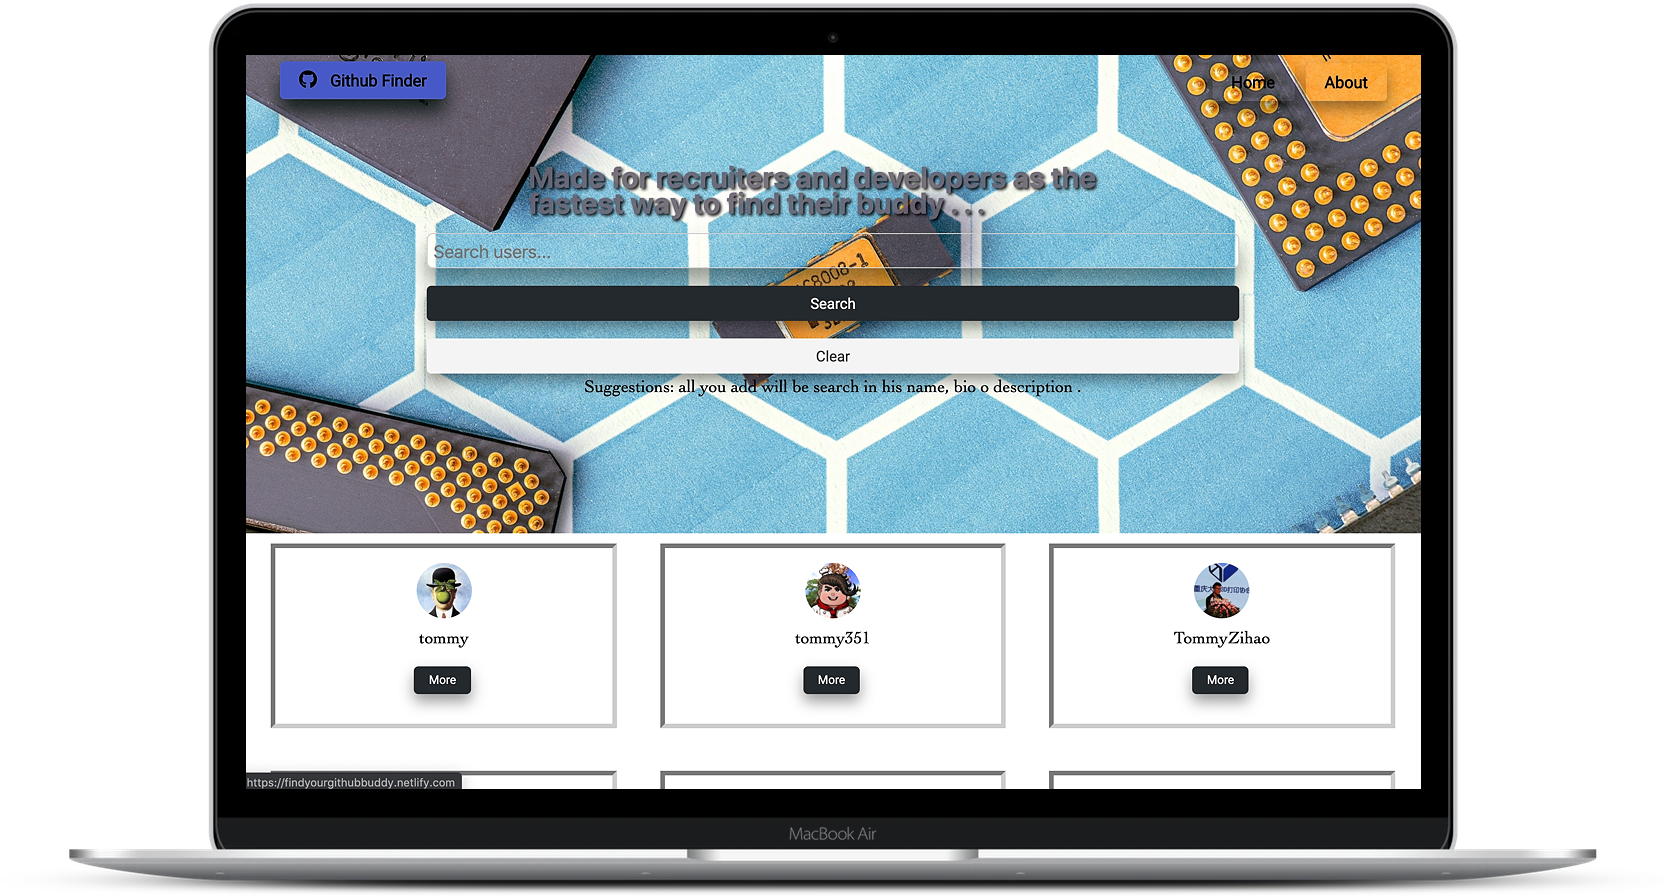 Github Finder
Home
About
Made for recruiters and developers as the
fastest way to find their buddy . . .
Search users...
68008-1
Search
Clear
Suggestions: all you add will be search in his name, bio o description .
tommy
tommy351
TommyZihao
More
More
More
https://findyourgithubbuddy.netlify.com
MacBook Air